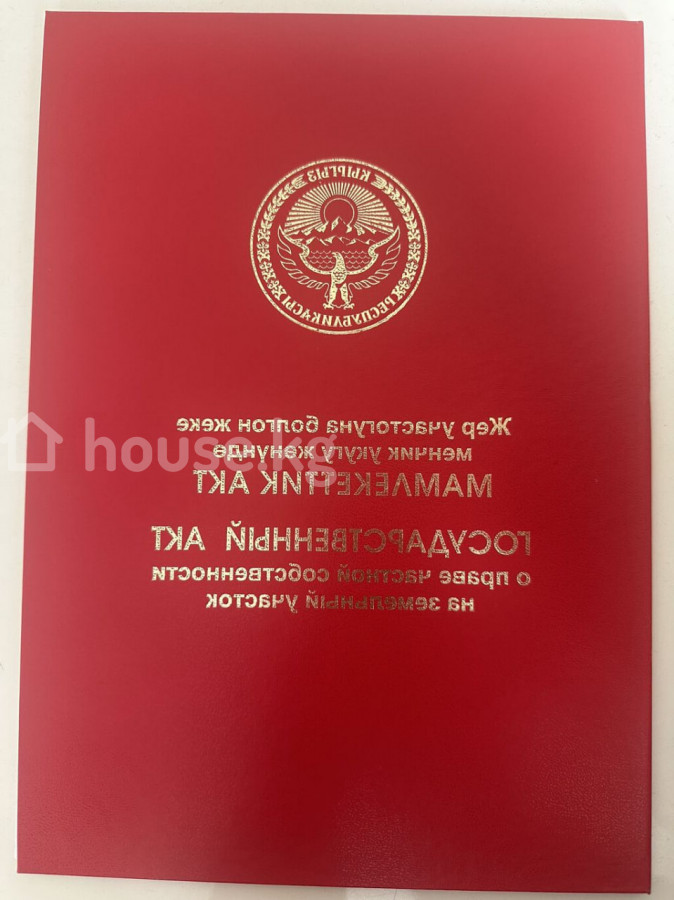 КЫРГЫЗ
РЕСПУБЛИКАСЫ
Жер участогуна болгон жеке
менчик укугу жөнүндө
МАМЛЕКЕТТИК АКТ
ГОСУДАРСТВЕННЫЙ АКТ
о праве частной собственности
на земельный участок
house.kg